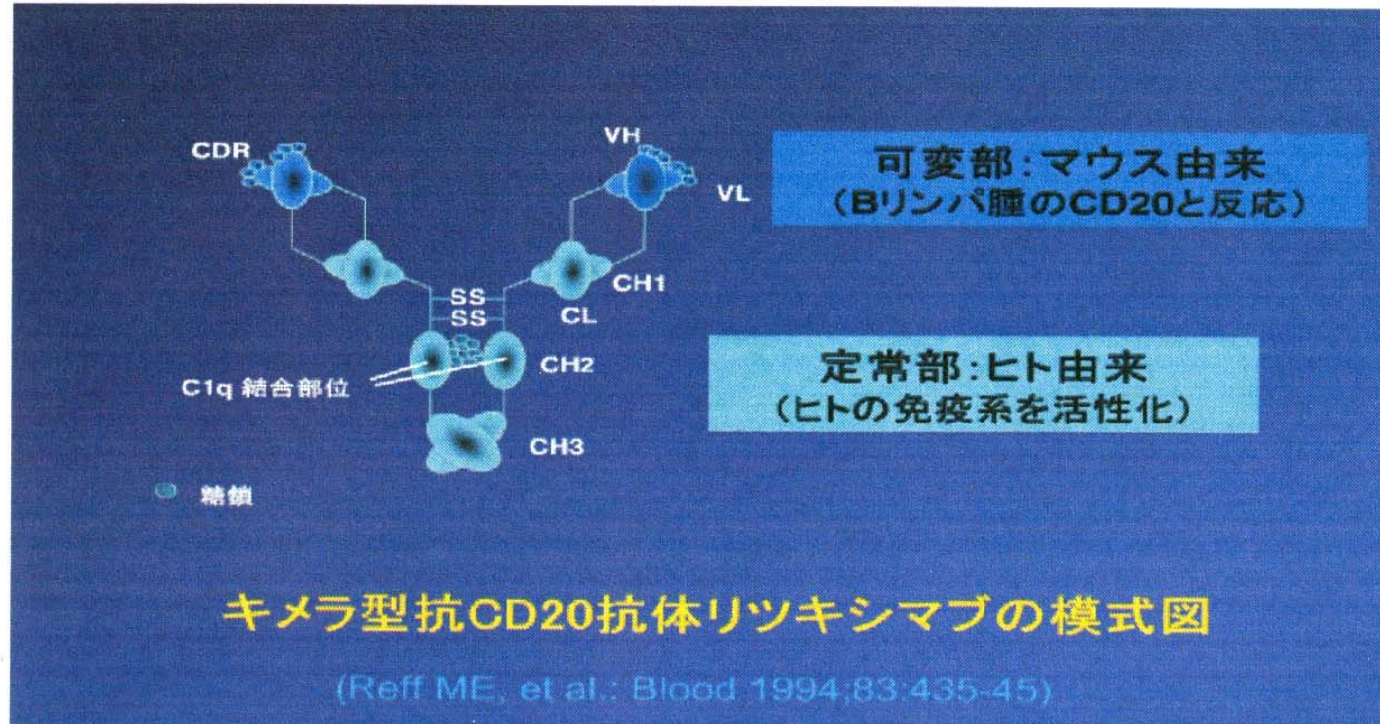 CDR
VH
VL
可変部:マウス由来
(Bリンパ腫のCD20と反応)
SS
SS
CH1
CL
CH2
C1q 結合部位
定常部:ヒト由来
(ヒトの免疫系を活性化)
CH3
糖鎖
キメラ型抗CD20抗体リツキシマブの模式図
(Reff ME, et al.: Blood 1994;83:435-45)